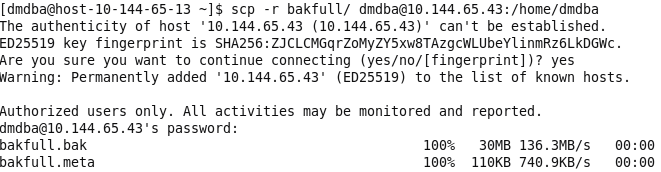 [dmdba@host-10-144-65-13 ~]$ scp -r bakfull/ dmdba@10.144.65.43:/home/dmdba
The authenticity of host '10.144.65.43 (10.144.65.43)' can't be established.
ED25519 key fingerprint is SHA256:ZJCLCMGqrZoMyZY5xw8TAzgcWLUbeYlinmRz6LkDGWc.
Are you sure you want to continue connecting (yes/no/[fingerprint])? yes
Warning: Permanently added '10.144.65.43' (ED25519) to the list of known hosts.
Authorized users only. All activities may be monitored and reported.
dmdba@10.144.65.43's password:
bakfull.bak 100% 30MB 136.3MB/s 00:00
bakfull.meta 100% 110KB 740.9KB/s 00:00